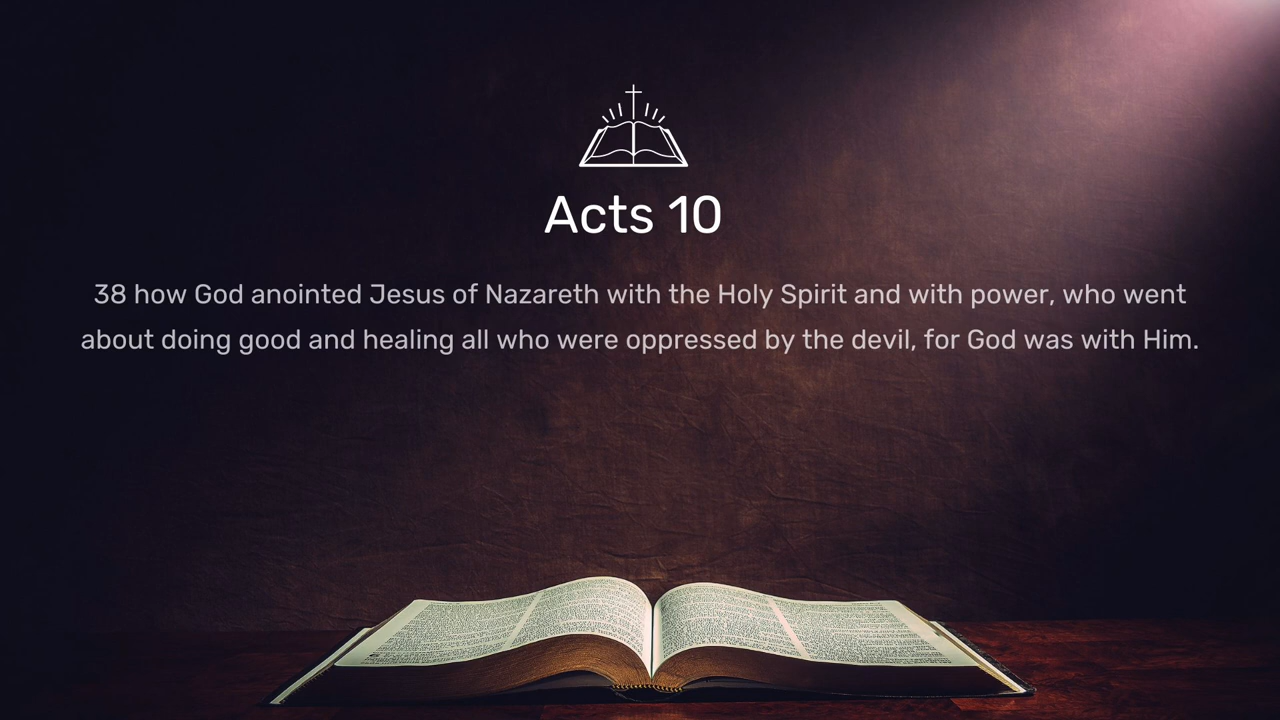 Acts 10
38 how God anointed Jesus of Nazareth with the Holy Spirit and with power, who went
about doing good and healing all who were oppressed by the devil, for God was with Him.